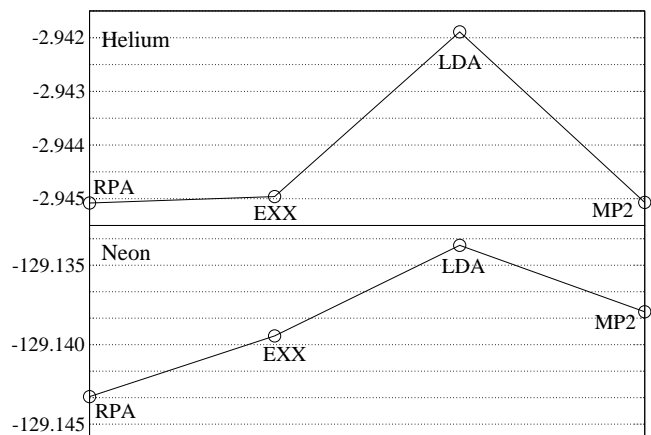 -2.942
Helium
LDA
-2.943
-2.944
RPA
-2.945
EXX
MP2
Neon
-129.135
LDA
MP2
-129.140
EXX
RPA
-129.145